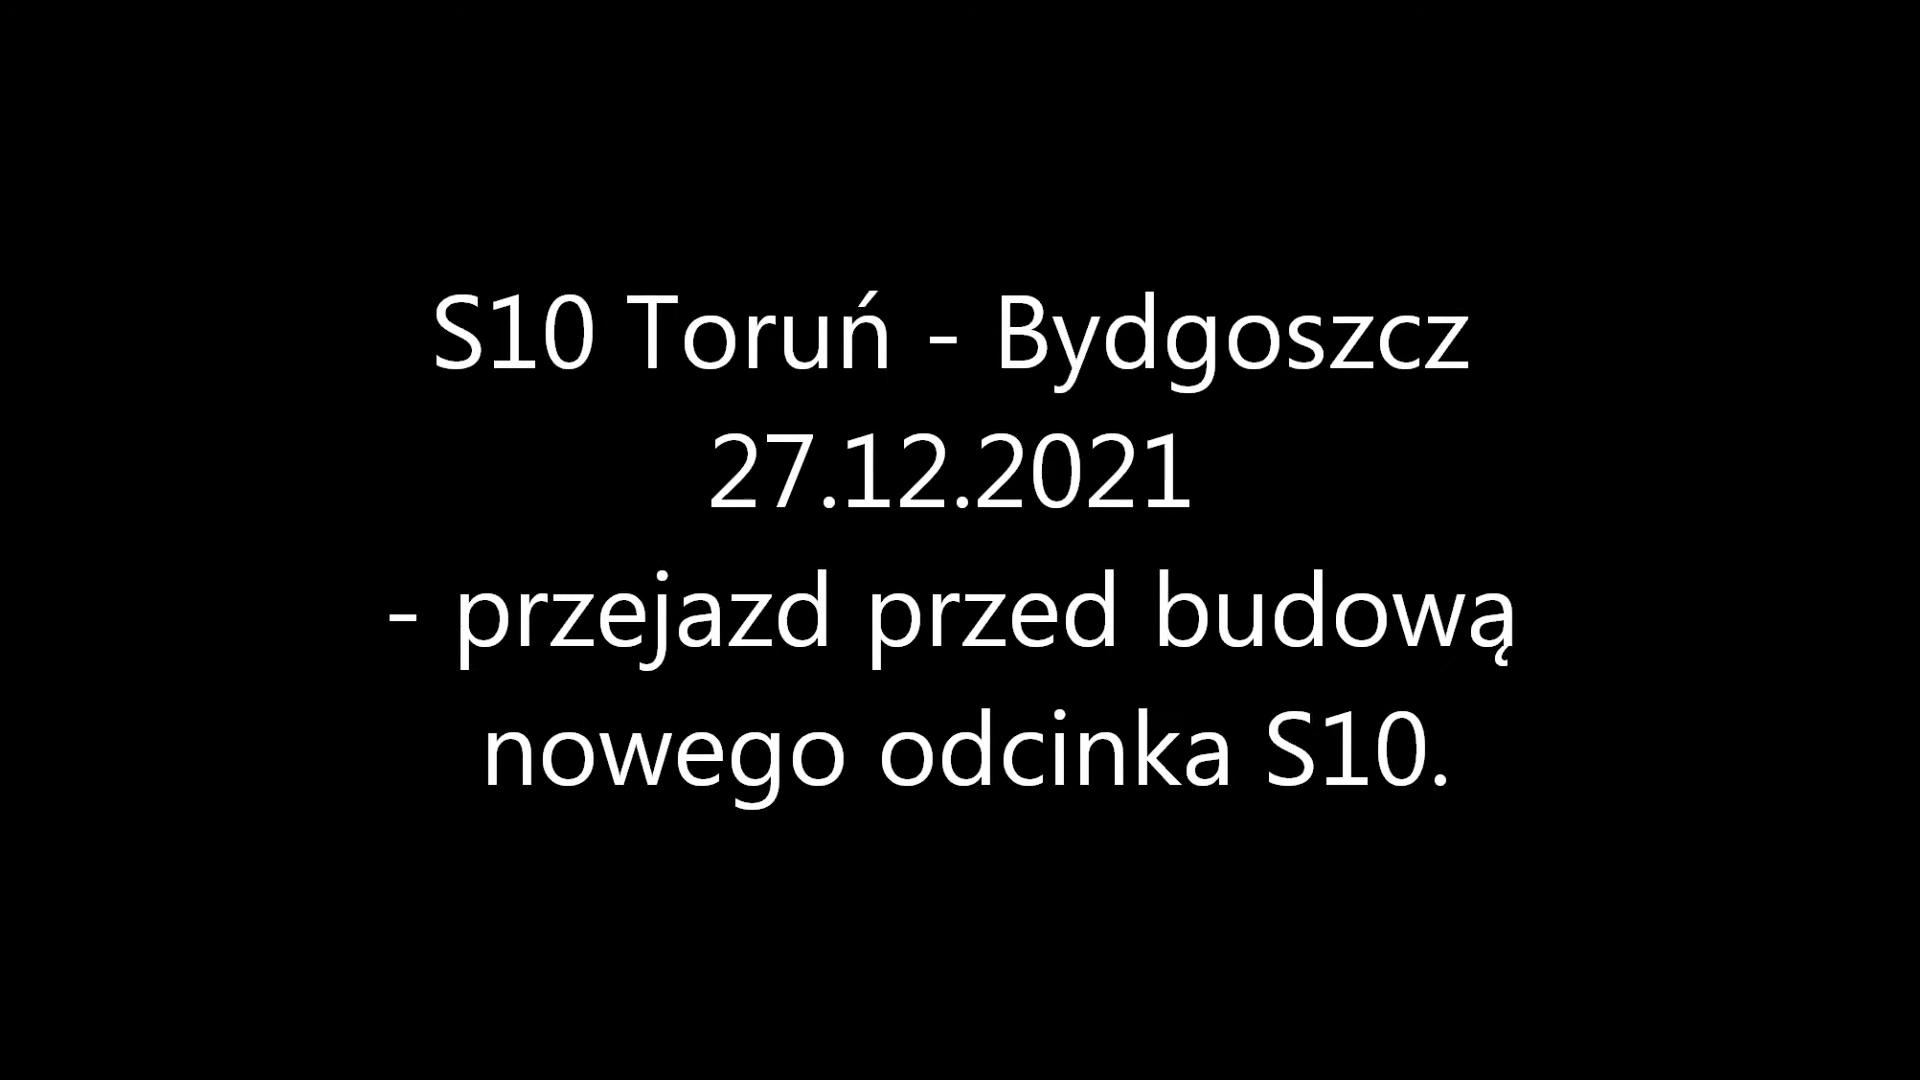 S10 Toruń - Bydgoszcz
27.12.2021
- przejazd przed budową
nowego odcinka S10.